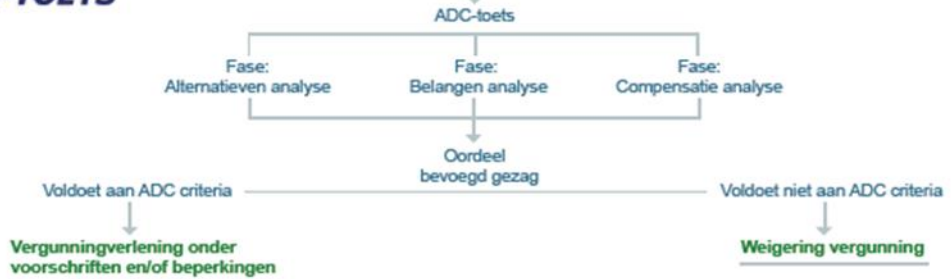 ADC-toets
Fase:
Alternatieven analyse
Fase:
Belangen analyse
Fase:
Compensatie analyse
Oordeel
bevoegd gezag
Voldoet aan ADC criteria
Voldoet niet aan ADC criteria
Vergunningverlening onder
voorschriften en/of beperkingen
Weigering vergunning